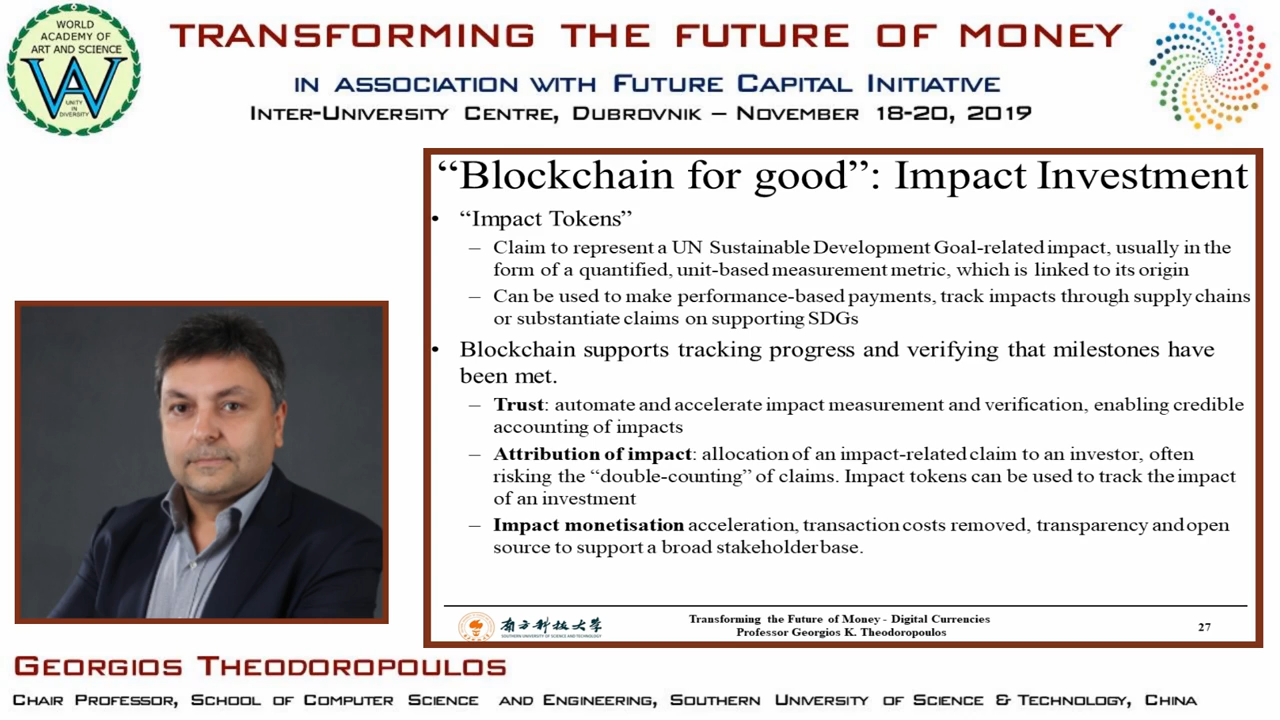 WORLD
ACADEMY OF
ART AND SCIENCE
UNITY
IN
DIVERSITY
TRANSFORMING THE FUTURE OF MONEY
IN ASSOCIATION WITH FUTURE CAPITAL INITIATIVE
INTER-UNIVERSITY CENTRE, DUBROVNIK – NOVEMBER 18-20, 2019
“Blockchain for good”: Impact Investment
• “Impact Tokens”
– Claim to represent a UN Sustainable Development Goal-related impact, usually in the
form of a quantified, unit-based measurement metric, which is linked to its origin
– Can be used to make performance-based payments, track impacts through supply chains
or substantiate claims on supporting SDGs
• Blockchain supports tracking progress and verifying that milestones have
been met.
– Trust: automate and accelerate impact measurement and verification, enabling credible
accounting of impacts
– Attribution of impact: allocation of an impact-related claim to an investor, often
risking the “double-counting” of claims. Impact tokens can be used to track the impact
of an investment
– Impact monetisation acceleration, transaction costs removed, transparency and open
source to support a broad stakeholder base.
南方科技大学
SOUTHERN UNIVERSITY OF SCIENCE AND TECHNOLOGY
Transforming the Future of Money - Digital Currencies
Professor Georgios K. Theodoropoulos
27
GEORGIOS THEODOROPOULOS
CHAIR PROFESSOR, SCHOOL OF COMPUTER SCIENCE AND ENGINEERING, SOUTHERN UNIVERSITY OF SCIENCE & TECHNOLOGY, CHINA